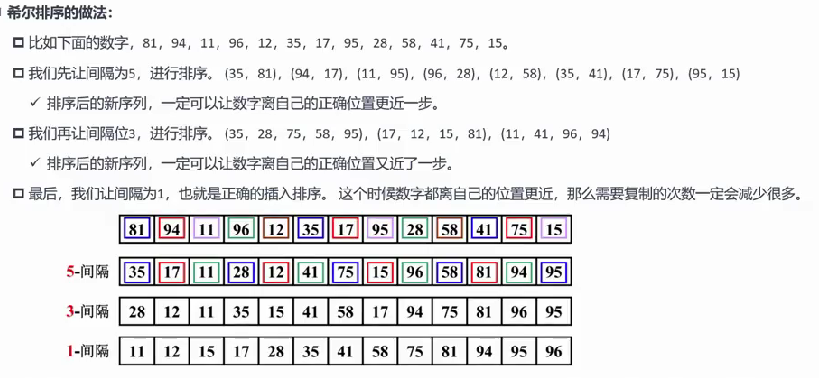 希尔排序的做法:
比如下面的数字, 81, 94, 11, 96, 12, 35, 17, 95, 28, 58, 41, 75, 15。
我们先让间隔为5, 进行排序。 (35, 81), (94, 17), (11, 95), (96, 28), (12, 58), (35, 41), (17, 75), (95, 15)
✓ 排序后的新序列, 一定可以让数字离自己的正确位置更近一步。
我们再让间隔位3, 进行排序。 (35, 28, 75, 58, 95), (17, 12, 15, 81), (11, 41, 96, 94)
✓ 排序后的新序列, 一定可以让数字离自己的正确位置又近了一步。
最后, 我们让间隔为1, 也就是正确的插入排序。 这个时候数字都离自己的位置更近, 那么需要复制的次数一定会减少很多。
81 94 11 96 12 35 17 95 28 58 41 75 15
5-间隔 35 17 11 28 12 41 75 15 96 58 81 94 95
3-间隔 28 12 11 35 15 41 58 17 94 75 81 96 95
1-间隔 11 12 15 17 28 35 41 58 75 81 94 95 96